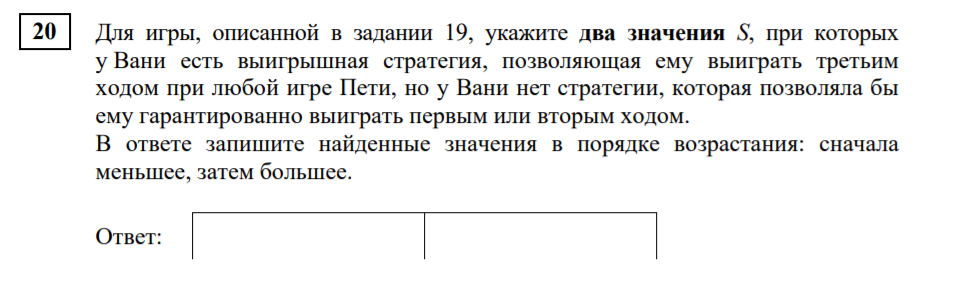 20
Для игры, описанной в задании 19, укажите два значения S, при которых
у Вани есть выигрышная стратегия, позволяющая ему выиграть третьим
ходом при любой игре Пети, но у Вани нет стратегии, которая позволяла бы
ему гарантированно выиграть первым или вторым ходом.
В ответе запишите найденные значения в порядке возрастания: сначала
меньшее, затем большее.
Ответ: